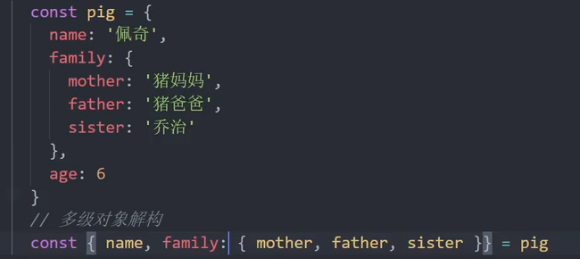 const pig = {
name: '佩奇',
family: {
mother: '猪妈妈',
father: '猪爸爸',
sister: '乔治'
},
age: 6
}
// 多级对象解构
const { name, family: { mother, father, sister }} = pig